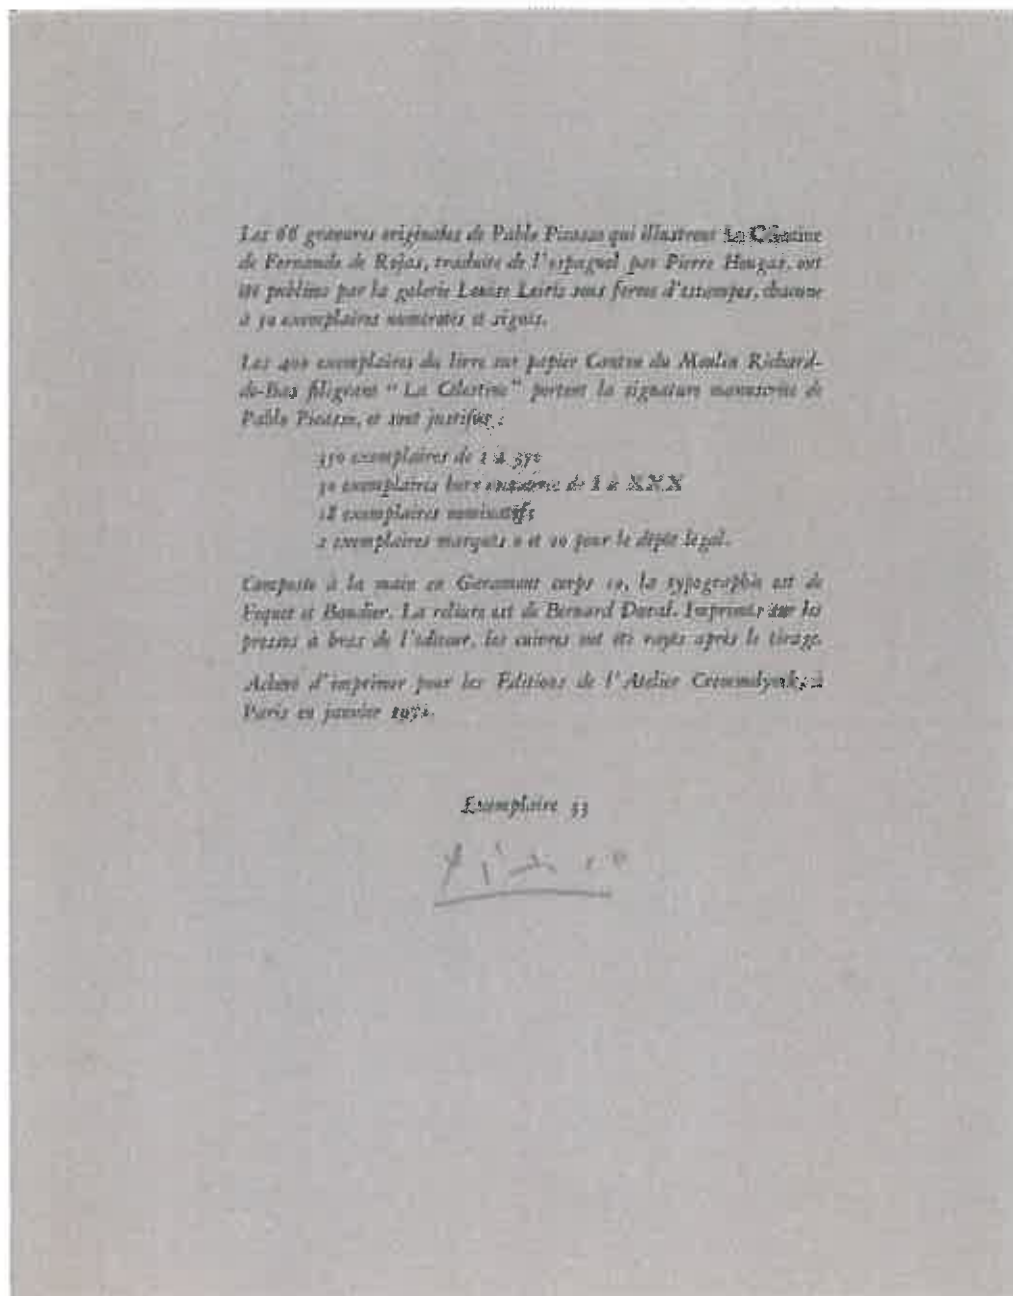 Les 66 gravures originales de Pablo Picasso qui illustrent La Célestine
de Fernando de Rojas, traduite de l'espagnol par Pierre Heugas, ont
été publiées par la galerie Louise Leiris sous forme d'estampes, chacune
à 50 exemplaires numérotés et signés.
Les 400 exemplaires du livre sur papier du Moulin Richard-
de-Bas filigrané " La Célestine " portent la signature manuscrite de
Pablo Picasso, et sont justifiés :
350 exemplaires de 1 à 350
30 exemplaires hors commerce de I à XXX
18 exemplaires nominatifs
2 exemplaires marqués 0 et 00 pour le dépôt légal.
Composée à la main en Garamont corps, la typographie est de
Fequet et Baudier. La reliure est de Bernard Duval. Imprimés sur les
presses à bras de l'éditeur, les cuivres ont été rayés après le tirage.
Achevé d'imprimer pour les Éditions de l'Atelier Crommelynck, à
Paris en janvier
Exemplaire 33
Picasso